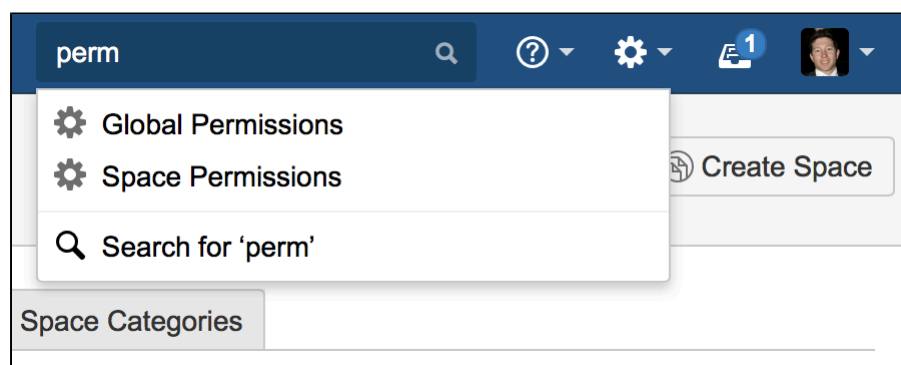 perm
1
Global Permissions
Space Permissions
Create Space
Search for ‘perm’
Space Categories